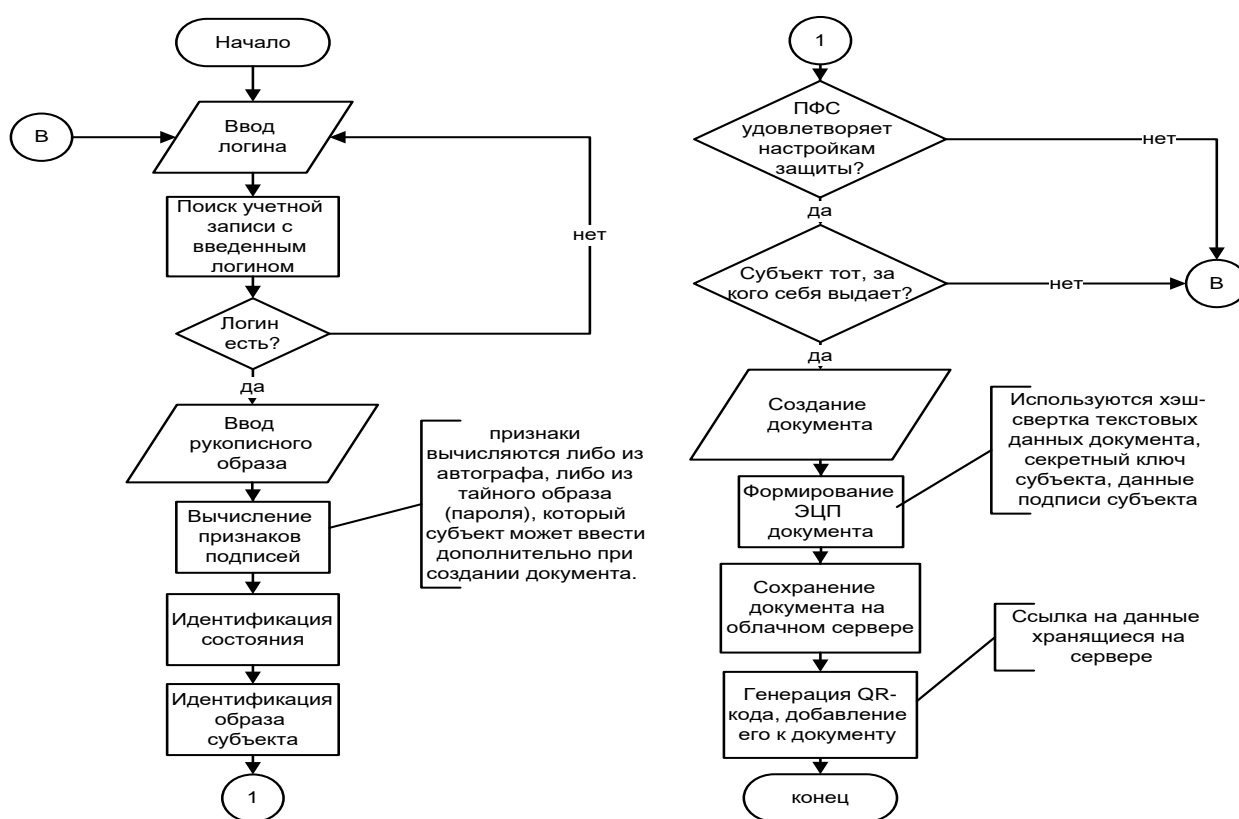 Начало
В
Ввод
логина
Поиск учетной
записи с
введенным
логином
нет
Логин
есть?
да
Ввод
рукописного
образа
признаки
вычисляются либо из
автографа, либо из
тайного образа
(пароля), который
субъект может ввести
дополнительно при
создании документа.
Вычисление
признаков
подписей
Идентификация
состояния
Идентификация
образа
субъекта
1
1
ПФС
удовлетворяет
настройкам
защиты?
нет
да
Субъект тот, за
кого себя выдает?
нет
В
да
Создание
документа
Используются хэш-
свертка текстовых
данных документа,
секретный ключ
субъекта, данные
подписи субъекта
Формирование
ЭЦП
документа
Сохранение
документа на
облачном сервере
Ссылка на данные
хранящиеся на
сервере
Генерация QR-
кода, добавление
его к документу
конец